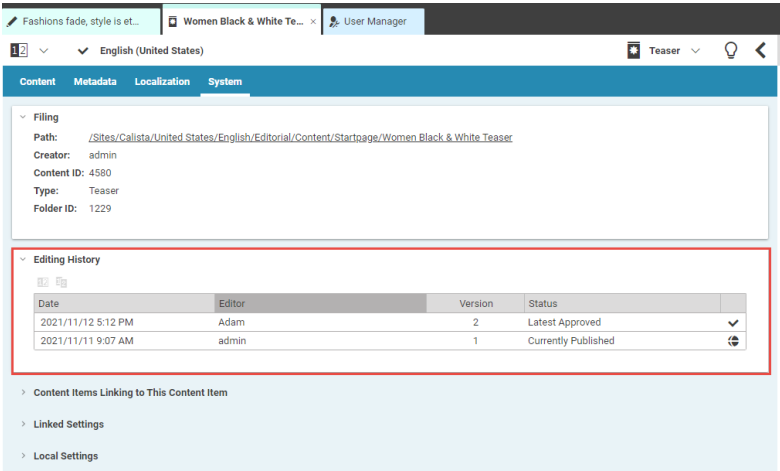 Fashions fade, style is et... Women Black & White Te... × User Manager
12 English (United States) Teaser
Content Metadata Localization System
Filing
Path: /Sites/Calista/United States/English/Editorial/Content/Startpage/Women Black & White Teaser
Creator: admin
Content ID: 4580
Type: Teaser
Folder ID: 1229
Editing History
Date Editor Version Status
2021/11/12 5:12 PM Adam 2 Latest Approved
2021/11/11 9:07 AM admin 1 Currently Published
Content Items Linking to This Content Item
Linked Settings
Local Settings